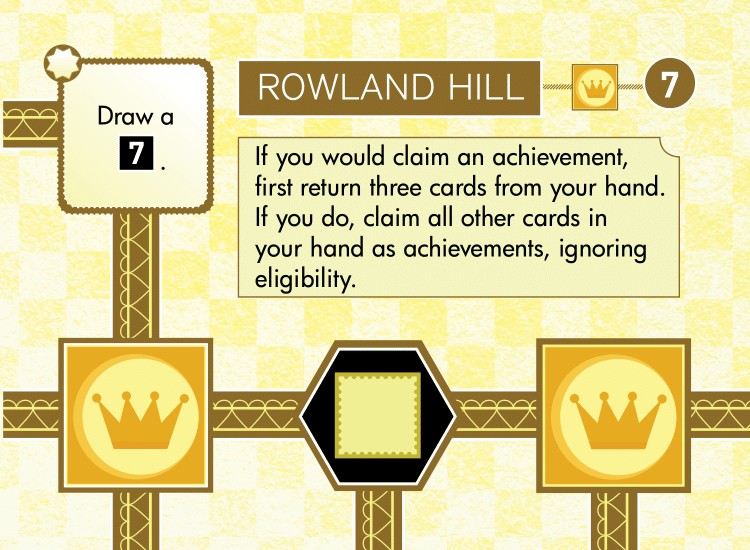 Draw a
7 .
ROWLAND HILL
7
If you would claim an achievement,
first return three cards from your hand.
If you do, claim all other cards in
your hand as achievements, ignoring
eligibility.